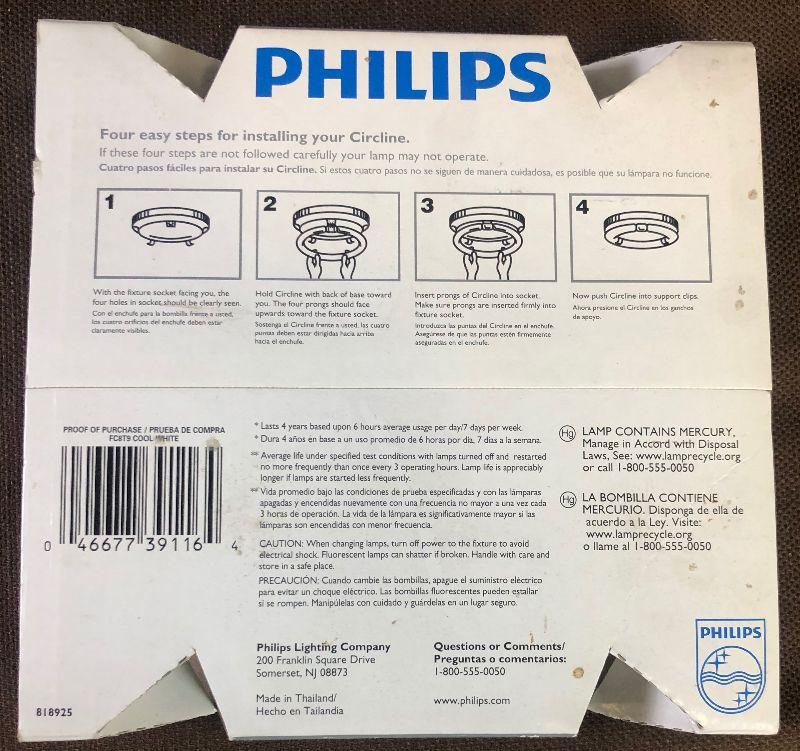 PHILIPS
Four easy steps for installing your Circline.
If these four steps are not followed carefully your lamp may not operate.
Cuatro pasos fáciles para instalar su Circline. Si estos cuatro pasos no se siguen de manera cuidadosa, es posible que su lámpara no funcione.
1
With the fixture socket facing you, the
four holes in socket should be clearly seen.
Con el enchufe para la bombilla frente a usted,
los cuatro orificios del enchufe deben estar
claramente visibles.
2
Hold Circline with back of base toward
you. The four prongs should face
upwards toward the fixture socket.
Sostenga el Circline frente a usted, las cuatro
puntas deben estar dirigidas hacia arriba
hacia el enchufe.
3
Insert prongs of Circline into socket.
Make sure prongs are inserted firmly into
fixture socket.
Introduzca las puntas del Circline en el enchufe.
Asegúrese de que las puntas estén firmemente
aseguradas en el enchufe.
4
Now push Circline into support clips.
Ahora presione el Circline en los ganchos
de apoyo.
PROOF OF PURCHASE / PRUEBA DE COMPRA
FC8T9 COOL WHITE
0 46677 39116 4
* Lasts 4 years based upon 6 hours average usage per day/7 days per week.
* Dura 4 años en base a un uso promedio de 6 horas por día, 7 días a la semana.
** Average life under specified test conditions with lamps turned off and restarted
no more frequently than once every 3 operating hours. Lamp life is appreciably
longer if lamps are started less frequently.
** Vida promedio bajo las condiciones de prueba especificadas y con las lámparas
apagadas y encendidas nuevamente con una frecuencia no mayor a una vez cada
3 horas de operación. La vida de la lámpara es significativamente mayor si las
lámparas son encendidas con menor frecuencia.
CAUTION: When changing lamps, turn off power to the fixture to avoid
electrical shock. Fluorescent lamps can shatter if broken. Handle with care and
store in a safe place.
PRECAUCIÓN: Cuando cambie las bombillas, apague el suministro eléctrico
para evitar un choque eléctrico. Las bombillas fluorescentes pueden estallar
si se rompen. Manipúlelas con cuidado y guárdelas en un lugar seguro.
Hg LAMP CONTAINS MERCURY,
Manage in Accord with Disposal
Laws, See: www.lamprecycle.org
or call 1-800-555-0050
Hg LA BOMBILLA CONTIENE
MERCURIO. Disponga de ella de
acuerdo a la Ley. Visite:
www.lamprecycle.org
o llame al 1-800-555-0050
Philips Lighting Company
200 Franklin Square Drive
Somerset, NJ 08873
Made in Thailand/
Hecho en Tailandia
Questions or Comments/
Preguntas o comentarios:
1-800-555-0050
www.philips.com
PHILIPS
818925